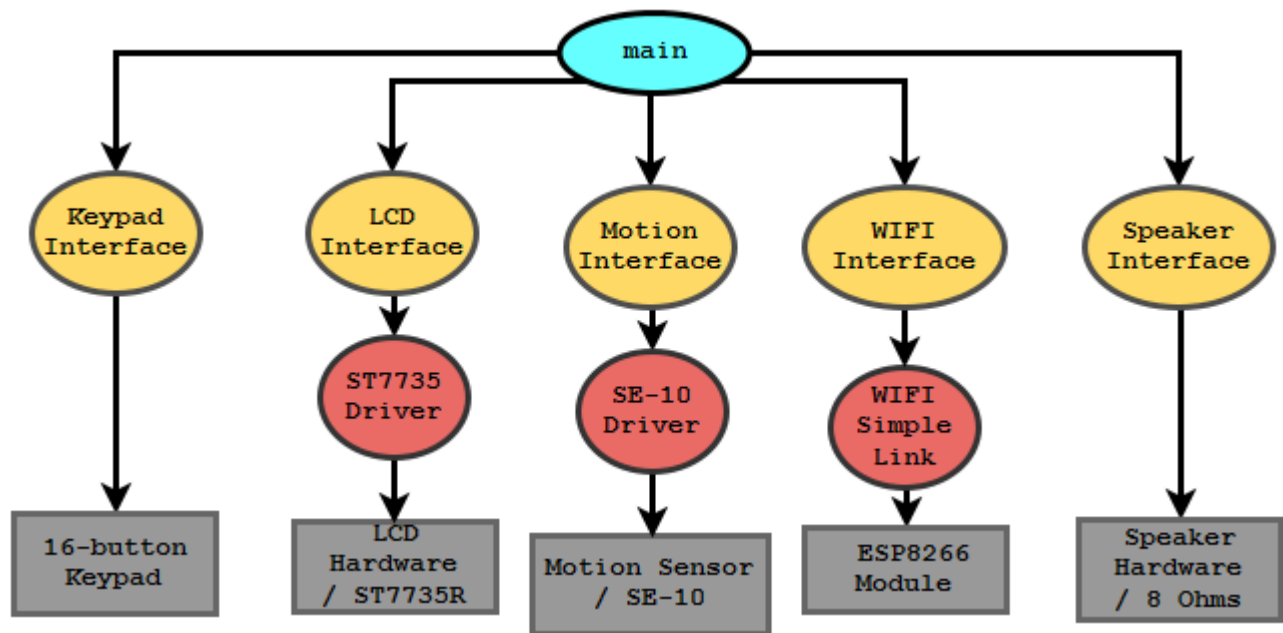 main
Keypad
Interface
LCD
Interface
Motion
Interface
WIFI
Interface
Speaker
Interface
ST7735
Driver
SE-10
Driver
WIFI
Simple
Link
16-button
Keypad
LCD
Hardware
/ ST7735R
Motion Sensor
/ SE-10
ESP8266
Module
Speaker
Hardware
/ 8 Ohms